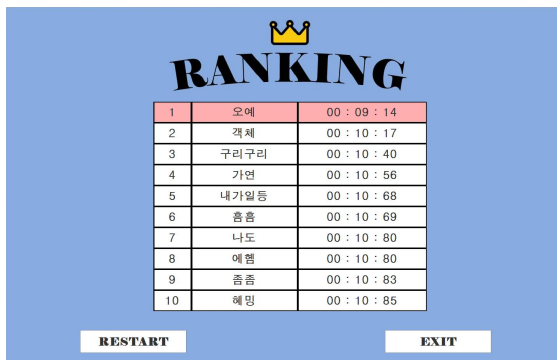 RANKING
1 오예 00 : 09 : 14
2 객체 00 : 10 : 17
3 구리구리 00 : 10 : 40
4 가연 00 : 10 : 56
5 내가일등 00 : 10 : 68
6 흠흠 00 : 10 : 69
7 나도 00 : 10 : 80
8 에헴 00 : 10 : 80
9 좀좀 00 : 10 : 83
10 혜밍 00 : 10 : 85
RESTART EXIT